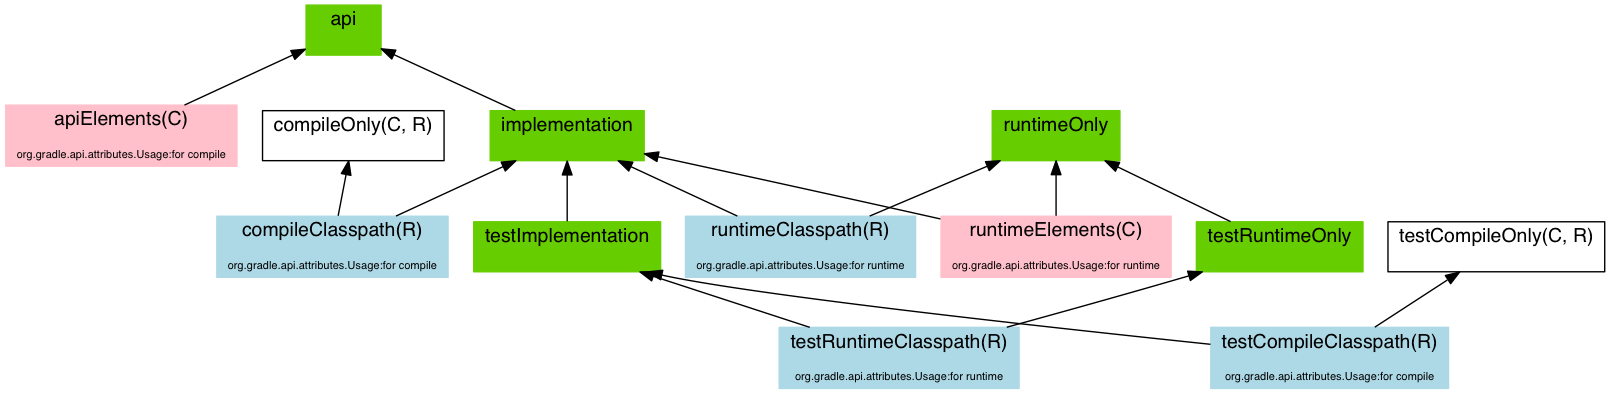 api
apiElements(C)
org.gradle.api.attributes.Usage:for compile
compileOnly(C, R)
implementation
runtimeOnly
compileClasspath(R)
org.gradle.api.attributes.Usage:for compile
testImplementation
runtimeClasspath(R)
org.gradle.api.attributes.Usage:for runtime
runtimeElements(C)
org.gradle.api.attributes.Usage:for runtime
testRuntimeOnly
testCompileOnly(C, R)
testRuntimeClasspath(R)
org.gradle.api.attributes.Usage:for runtime
testCompileClasspath(R)
org.gradle.api.attributes.Usage:for compile